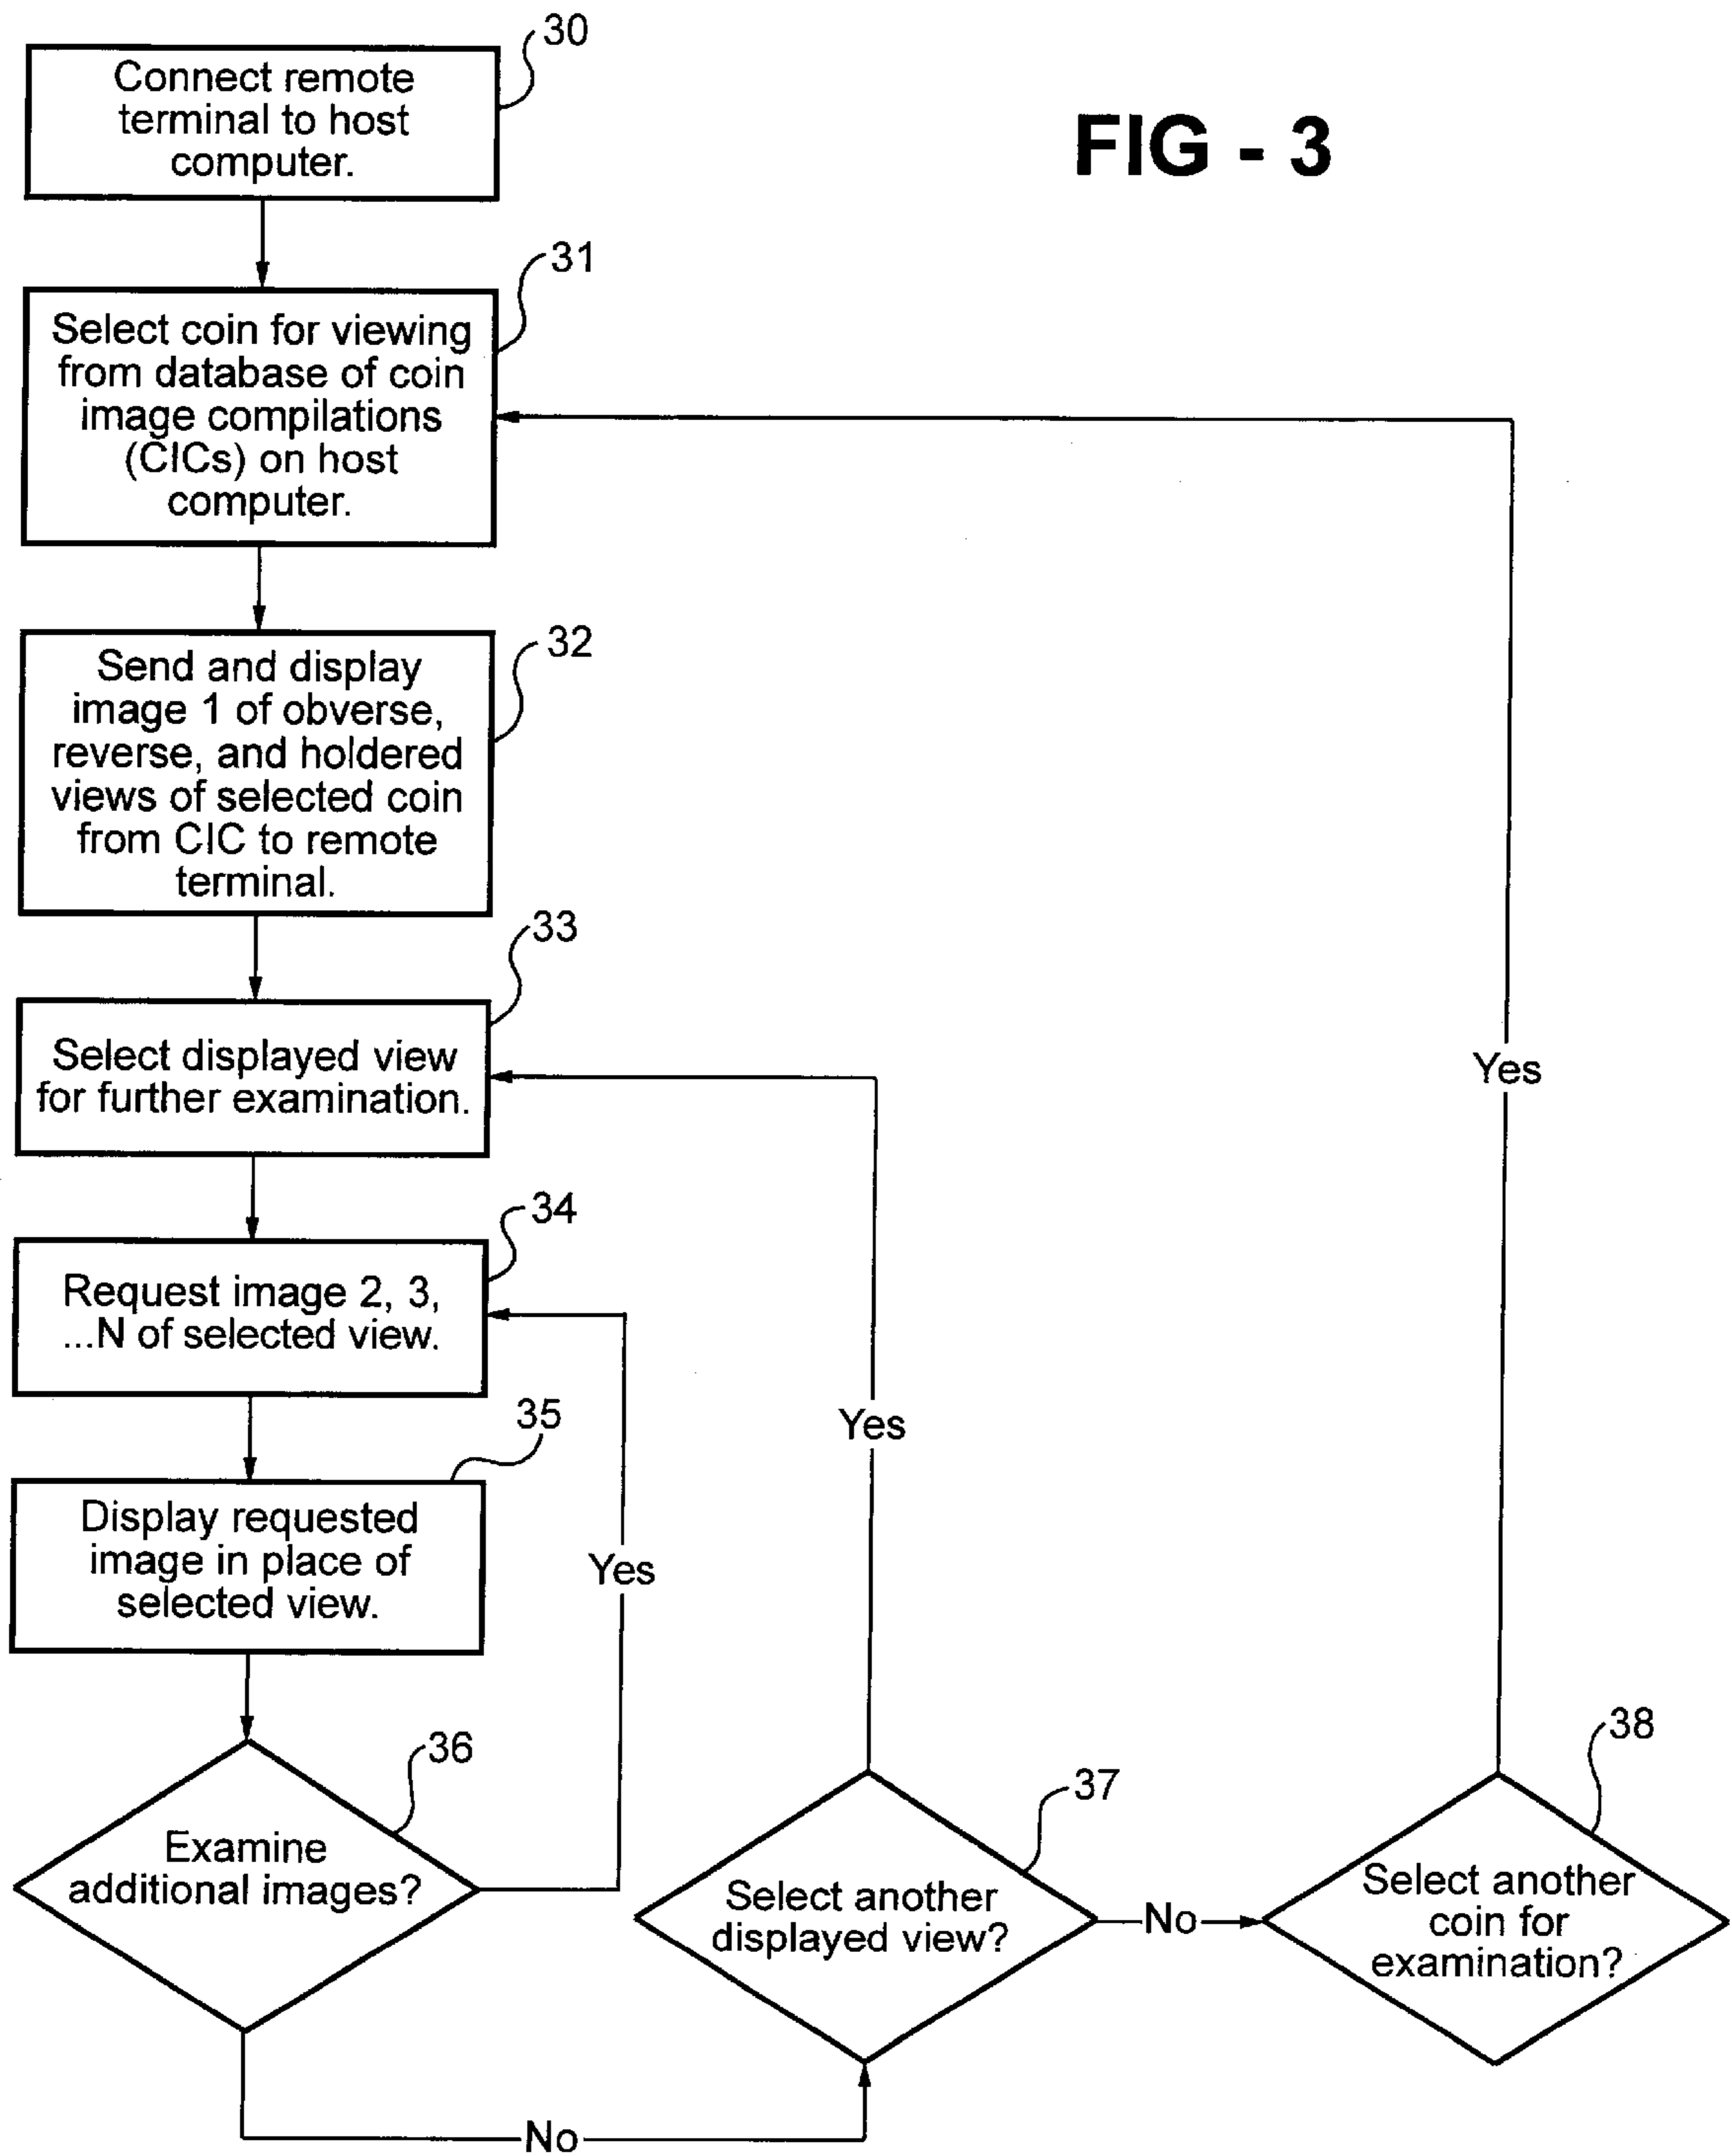 30
Connect remote
terminal to host
computer.
FIG - 3
31
Select coin for viewing
from database of coin
image compilations
(CICs) on host
computer.
32
Send and display
image 1 of obverse,
reverse, and holdered
views of selected coin
from CIC to remote
terminal.
33
Select displayed view
for further examination.
Yes
34
Request image 2, 3,
...N of selected view.
Yes
35
Display requested
image in place of
selected view.
Yes
36
Examine
additional images?
37
Select another
displayed view?
No
38
Select another
coin for
examination?
No